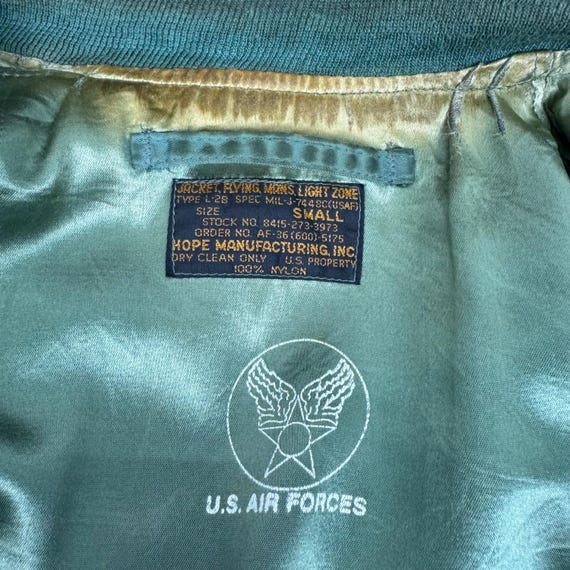 JACKET, FLYING, MANS, LIGHT ZONE
TYPE L-2B SPEC MIL-J-7448C(USAF)
SIZE SMALL
STOCK NO. 8415-273-3973
ORDER NO. AF-36(600)-5175
HOPE MANUFACTURING, INC.
DRY CLEAN ONLY U.S. PROPERTY
100% NYLON
U.S. AIR FORCES